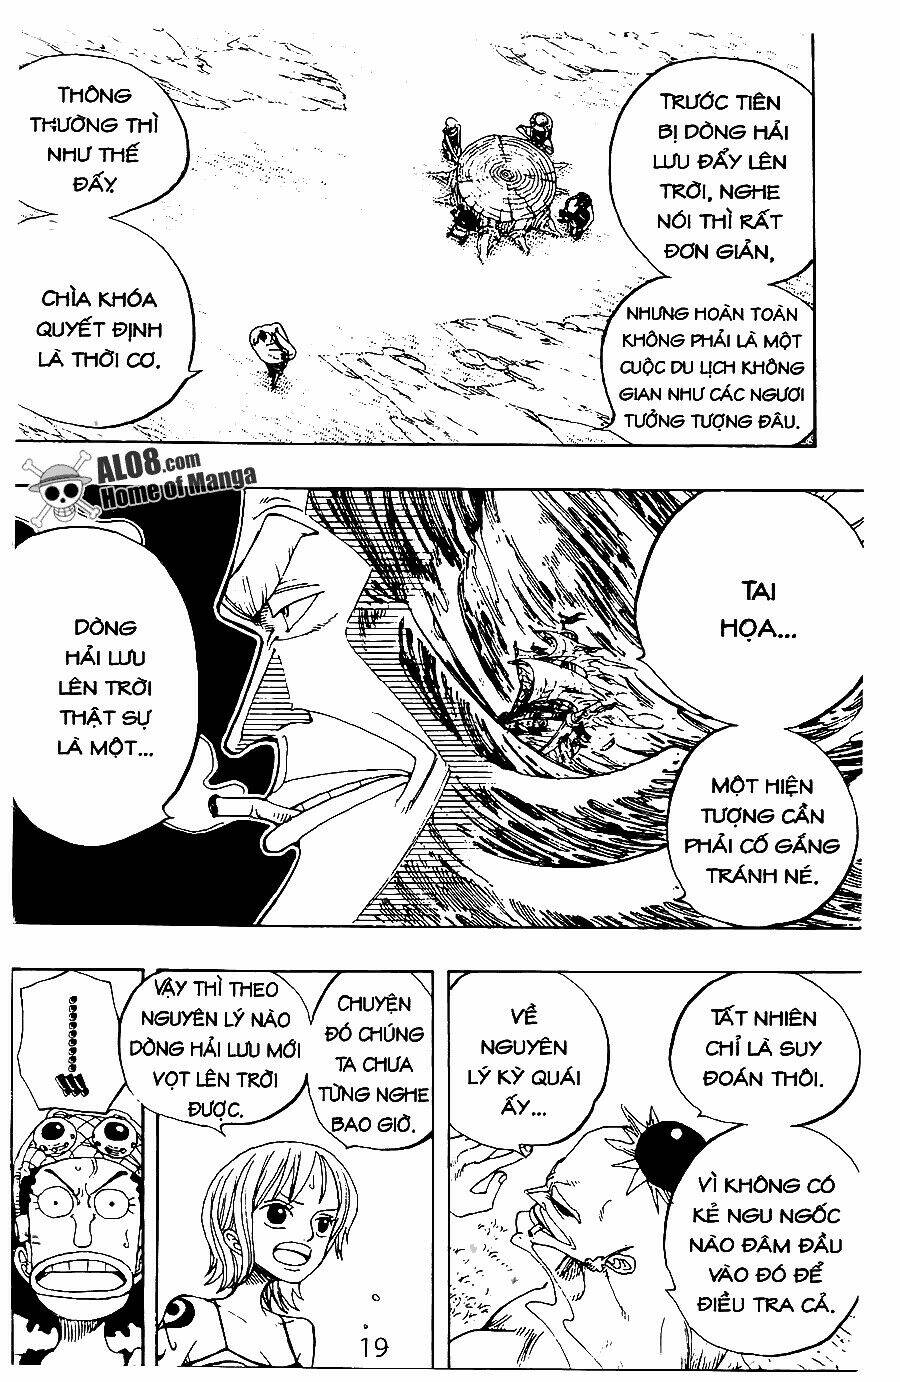 TRƯỚC TIÊN
BỊ DÒNG HẢI
LƯU ĐẨY LÊN
TRỜI, NGHE
NÓI THÌ RẤT
ĐƠN GIẢN,
NHƯNG HOÀN TOÀN
KHÔNG PHẢI LÀ MỘT
CUỘC DU LỊCH KHÔNG
GIAN NHƯ CÁC NGƯƠI
TƯỞNG TƯỢNG ĐÂU.
THÔNG
THƯỜNG THÌ
NHƯ THẾ
ĐẤY.
CHÌA KHÓA
QUYẾT ĐỊNH
LÀ THỜI CƠ.
ALO8.com
Home of Manga
TAI
HỌA...
MỘT HIỆN
TƯỢNG CẦN
PHẢI CỐ GẮNG
TRÁNH NÉ.
DÒNG
HẢI LƯU
LÊN TRỜI
THẬT SỰ
LÀ MỘT...
TẤT NHIÊN
CHỈ LÀ SUY
ĐOÁN THÔI.
VÌ KHÔNG CÓ
KẺ NGU NGỐC
NÀO ĐÂM ĐẦU
VÀO ĐÓ ĐỂ
ĐIỀU TRA CẢ.
VỀ
NGUYÊN
LÝ KỲ QUÁI
ẤY...
CHUYỆN
ĐÓ CHÚNG
TA CHƯA
TỪNG NGHE
BAO GIỜ.
VẬY THÌ THEO
NGUYÊN LÝ NÀO
DÒNG HẢI LƯU MỚI
VỌT LÊN TRỜI
ĐƯỢC.
.........!!!
19